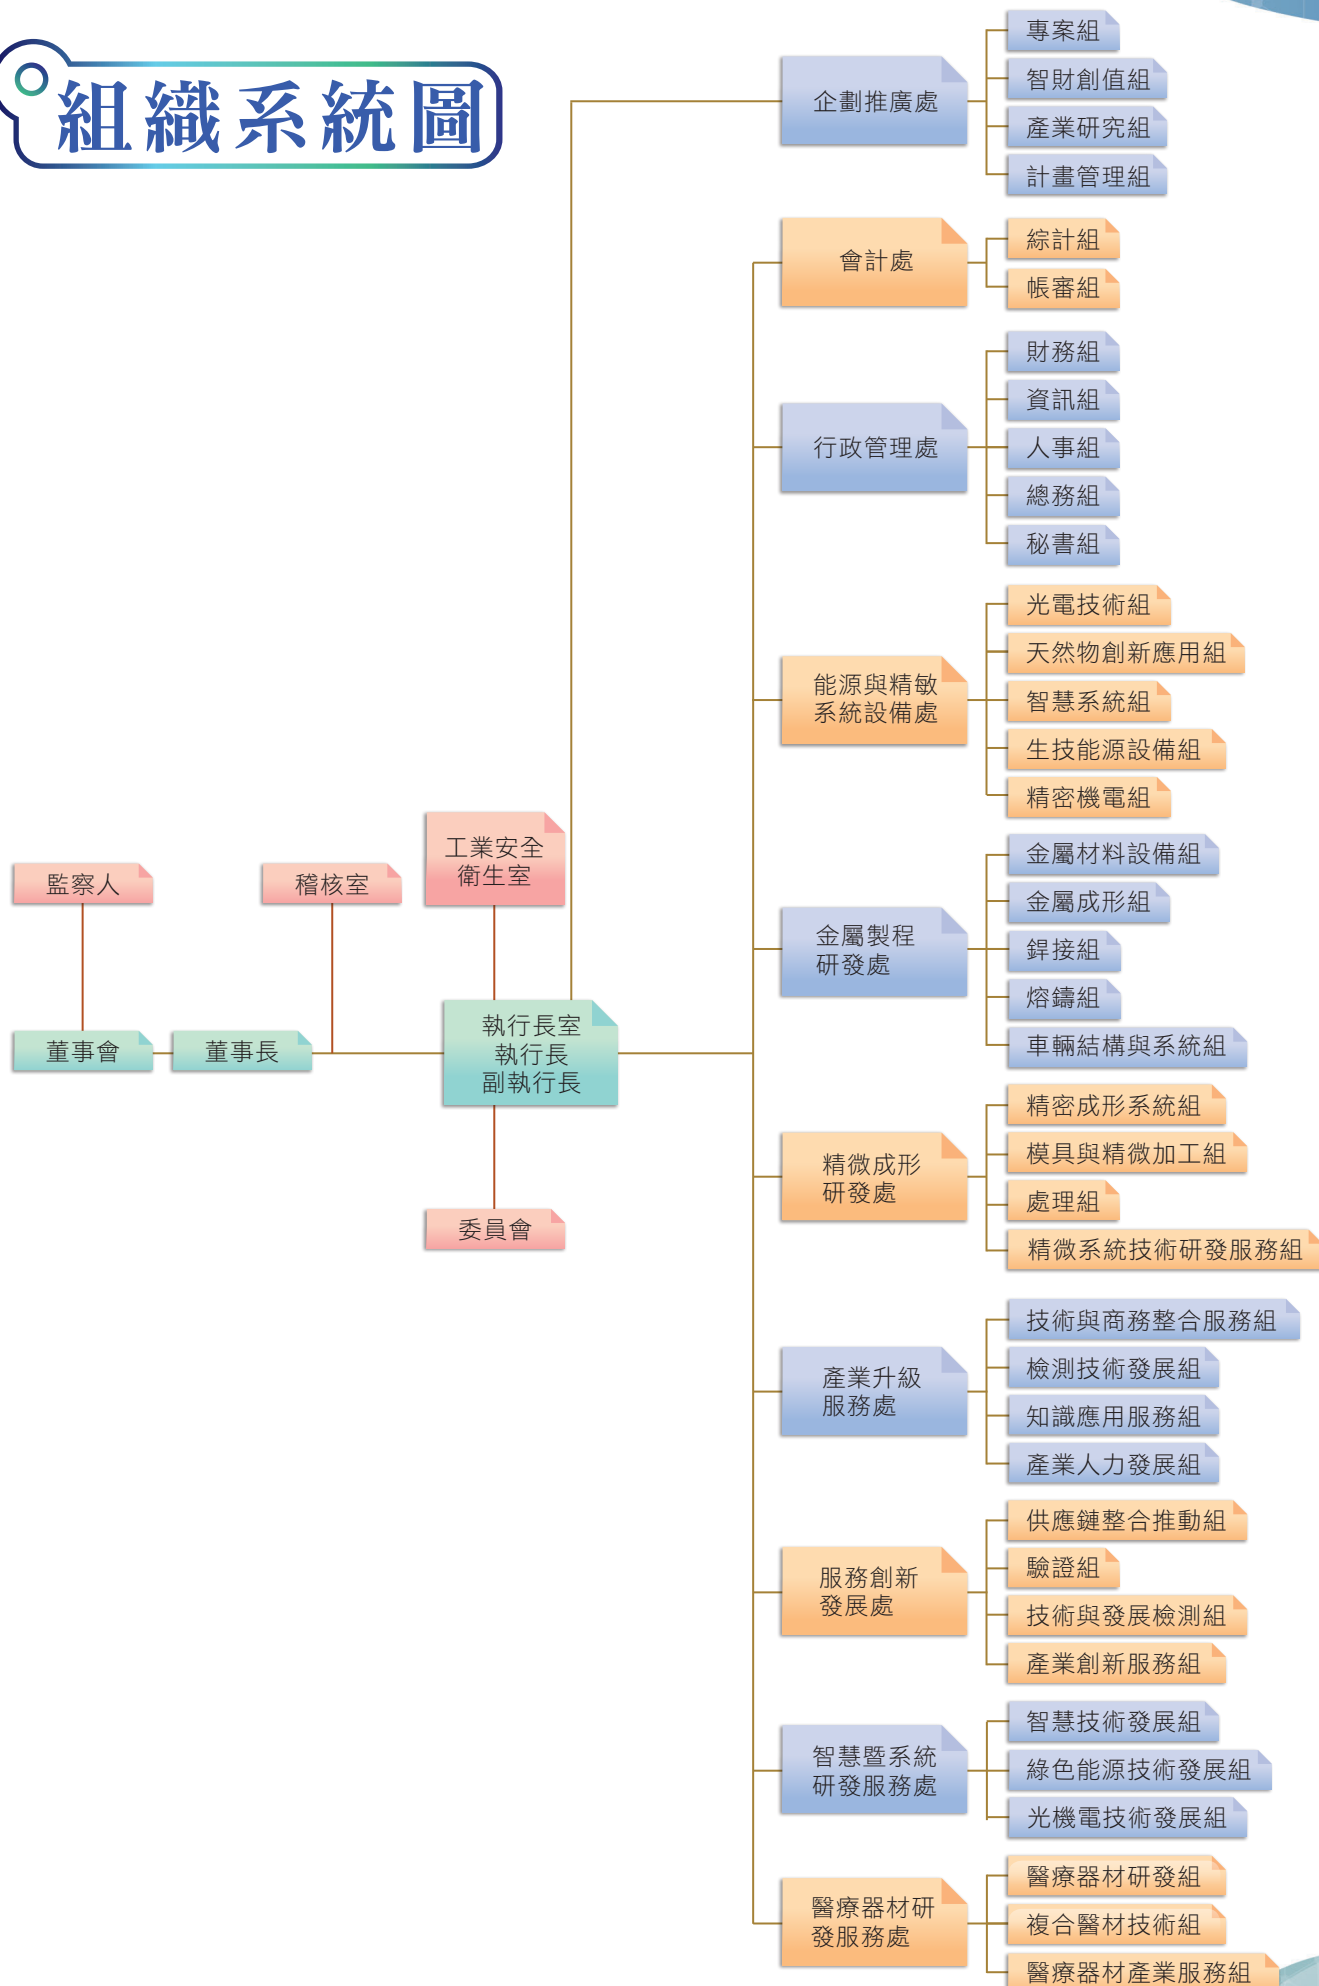 組織系統圖
監察人
董事會
董事長
稽核室
工業安全
衛生室
執行長室
執行長
副執行長
委員會
企劃推廣處
專案組
智財創值組
產業研究組
計畫管理組
會計處
綜計組
帳審組
行政管理處
財務組
資訊組
人事組
總務組
秘書組
能源與精敏
系統設備處
光電技術組
天然物創新應用組
智慧系統組
生技能源設備組
精密機電組
金屬製程
研發處
金屬材料設備組
金屬成形組
銲接組
熔鑄組
車輛結構與系統組
精微成形
研發處
精密成形系統組
模具與精微加工組
處理組
精微系統技術研發服務組
產業升級
服務處
技術與商務整合服務組
檢測技術發展組
知識應用服務組
產業人力發展組
服務創新
發展處
供應鏈整合推動組
驗證組
技術與發展檢測組
產業創新服務組
智慧暨系統
研發服務處
智慧技術發展組
綠色能源技術發展組
光機電技術發展組
醫療器材研
發服務處
醫療器材研發組
複合醫材技術組
醫療器材產業服務組